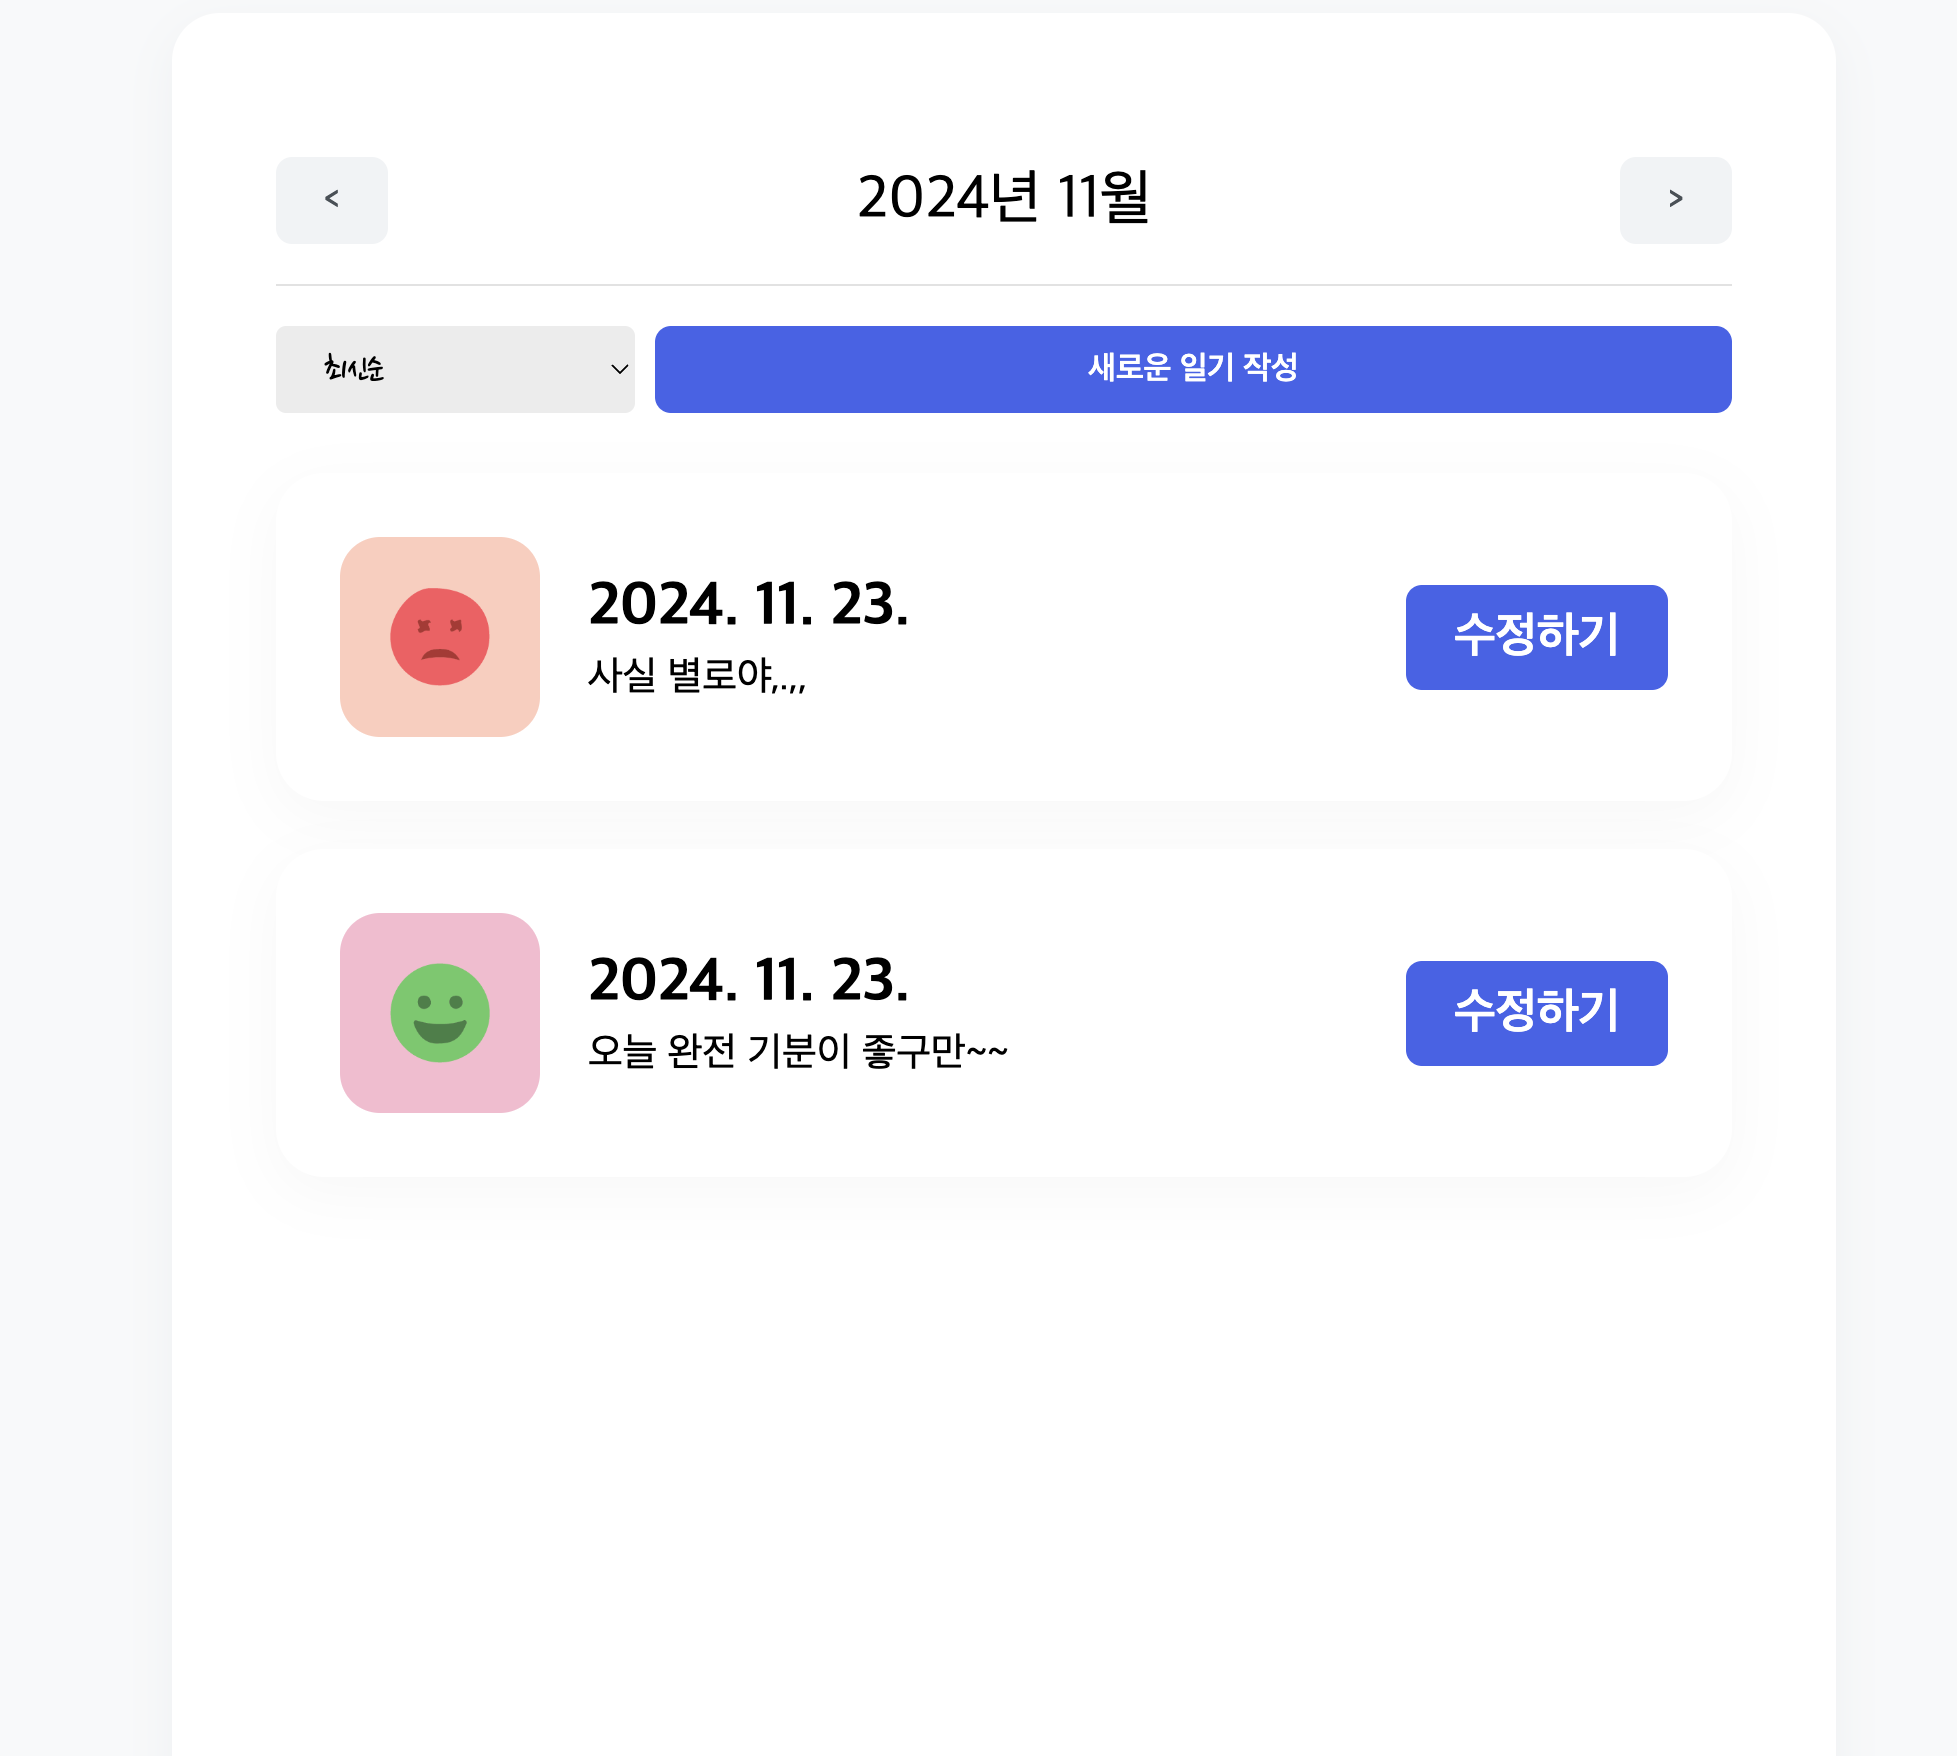 < 2024년 11월 >
최신순
새로운 일기 작성
2024. 11. 23.
사실 별로야,.,,
수정하기
2024. 11. 23.
오늘 완전 기분이 좋구만~~
수정하기